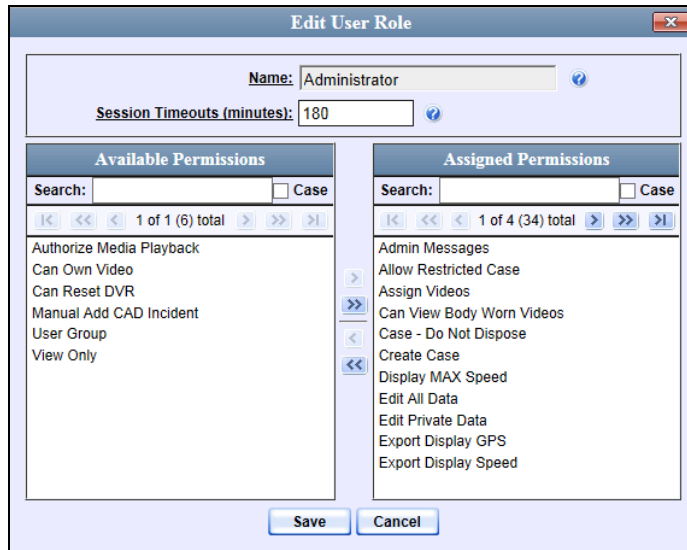 Edit User Role
Name: Administrator
Session Timeouts (minutes): 180
Available Permissions
Search: Case
1 of 1 (6) total
Authorize Media Playback
Can Own Video
Can Reset DVR
Manual Add CAD Incident
User Group
View Only
Assigned Permissions
Search: Case
1 of 4 (34) total
Admin Messages
Allow Restricted Case
Assign Videos
Can View Body Worn Videos
Case - Do Not Dispose
Create Case
Display MAX Speed
Edit All Data
Edit Private Data
Export Display GPS
Export Display Speed
Save Cancel